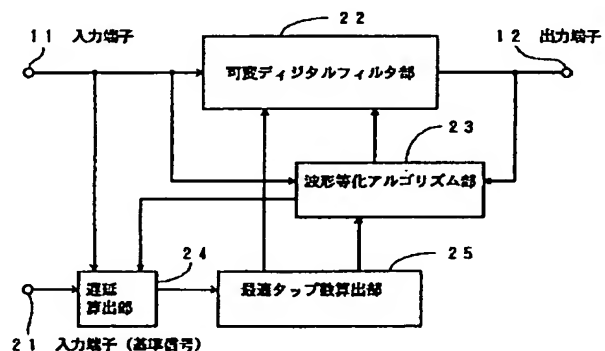 ２２
１１ 入力端子
１２ 出力端子
可変ディジタルフィルタ部
２３
波形等化アルゴリズム部
２４
２５
遅延
算出部
最適タップ数算出部
２１ 入力端子（基準信号）